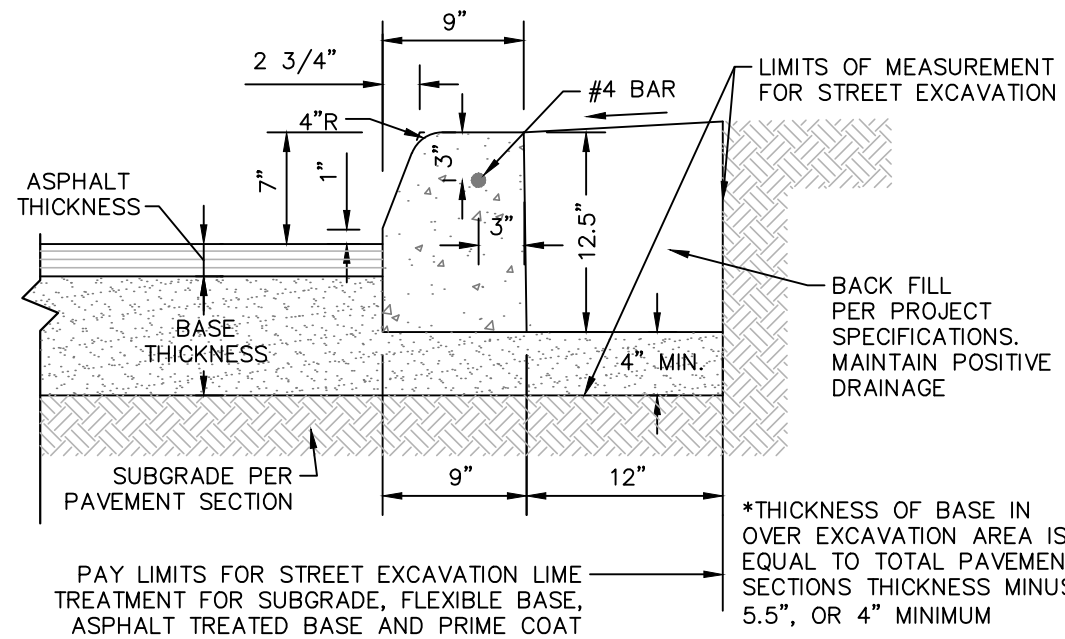 9"
2 3/4"
#4 BAR
LIMITS OF MEASUREMENT
FOR STREET EXCAVATION
4"R
3"
7"
1"
ASPHALT
THICKNESS
3"
12.5"
BACK FILL
PER PROJECT
SPECIFICATIONS.
MAINTAIN POSITIVE
DRAINAGE
BASE
THICKNESS
4" MIN.
SUBGRADE PER
PAVEMENT SECTION
9"
12"
*THICKNESS OF BASE IN
OVER EXCAVATION AREA IS
EQUAL TO TOTAL PAVEMEN
SECTIONS THICKNESS MINUS
5.5", OR 4" MINIMUM
PAY LIMITS FOR STREET EXCAVATION LIME
TREATMENT FOR SUBGRADE, FLEXIBLE BASE,
ASPHALT TREATED BASE AND PRIME COAT